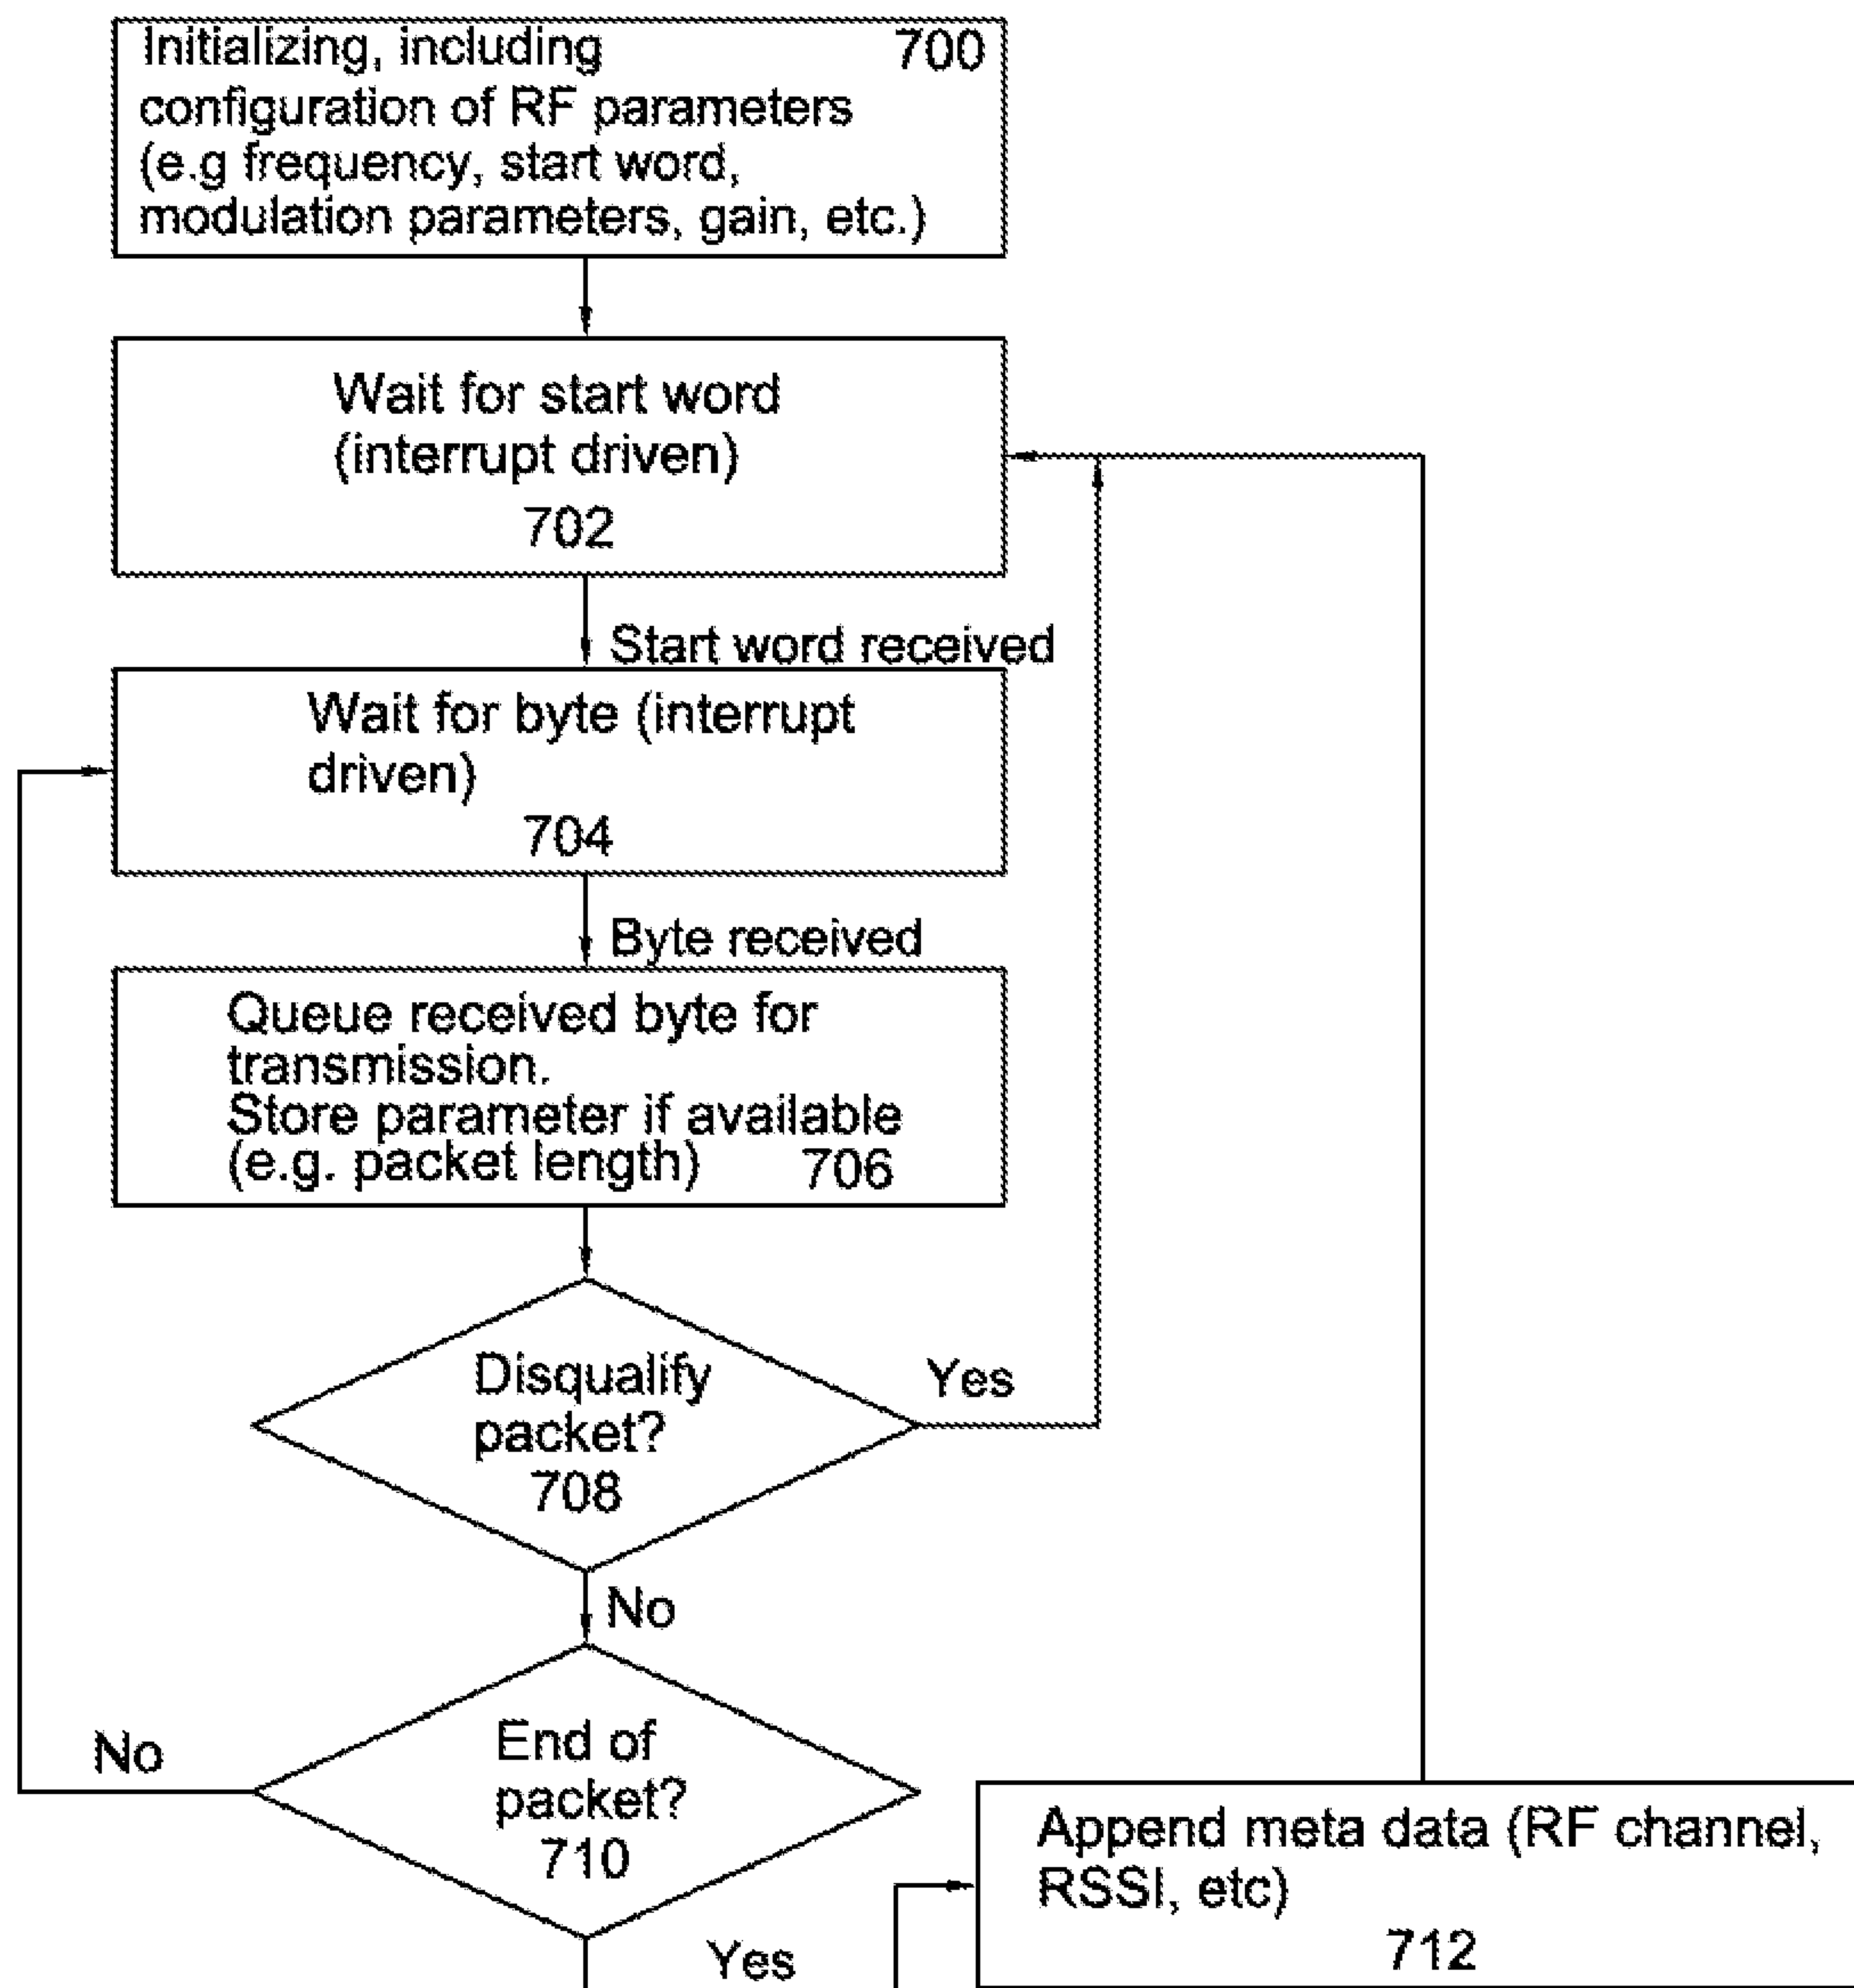 Initializing, including 700
configuration of RF parameters
(e.g frequency, start word,
modulation parameters, gain, etc.)
Wait for start word
(interrupt driven)
702
Start word received
Wait for byte (interrupt
driven)
704
Byte received
Queue received byte for
transmission.
Store parameter if available
(e.g. packet length) 706
Disqualify
packet?
708
Yes
No
End of
packet?
710
No
Yes
Append meta data (RF channel,
RSSI, etc)
712